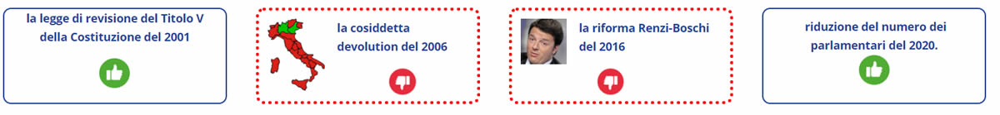 la legge di revisione del Titolo V
della Costituzione del 2001
la cosiddetta
devolution del 2006
la riforma Renzi-Boschi
del 2016
riduzione del numero dei
parlamentari del 2020.